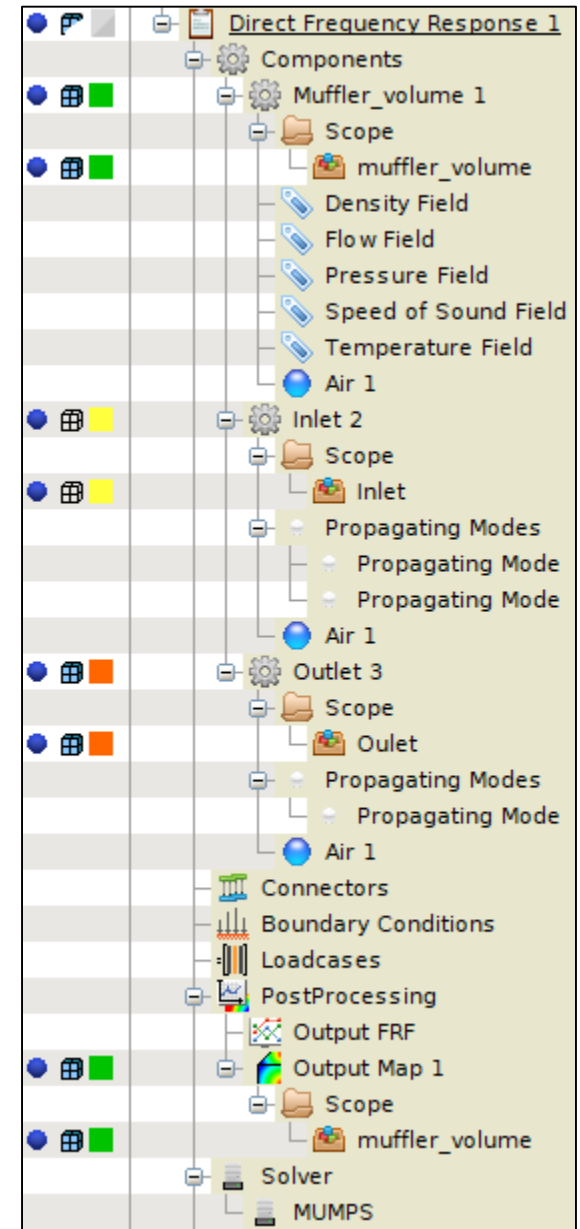 Direct Frequency Response 1
Components
Muffler_volume 1
Scope
muffler_volume
Density Field
Flow Field
Pressure Field
Speed of Sound Field
Temperature Field
Air 1
Inlet 2
Scope
Inlet
Propagating Modes
Propagating Mode
Propagating Mode
Air 1
Outlet 3
Scope
Oulet
Propagating Modes
Propagating Mode
Air 1
Connectors
Boundary Conditions
Loadcases
PostProcessing
Output FRF
Output Map 1
Scope
muffler_volume
Solver
MUMPS